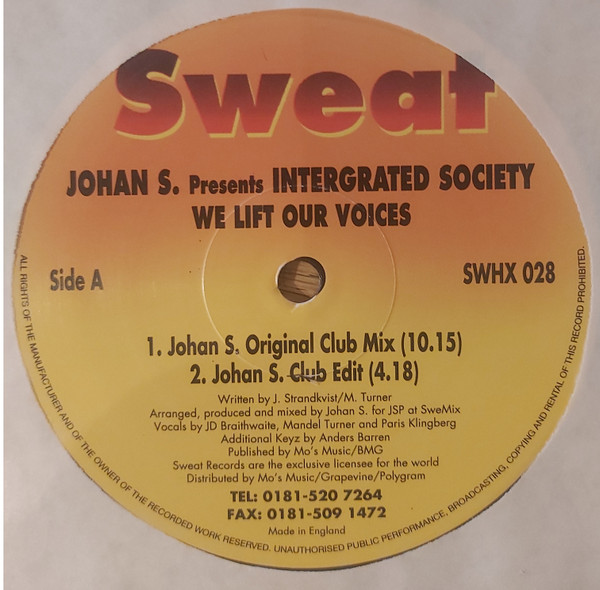 Sweat
JOHAN S. Presents INTERGRATED SOCIETY
WE LIFT OUR VOICES
Side A
SWHX 028
1. Johan S. Original Club Mix (10.15)
2. Johan S. Club Edit (4.18)
Written by J. Strandkvist/M. Turner
Arranged, produced and mixed by Johan S. for JSP at SweMix
Vocals by JD Braithwaite, Mandel Turner and Paris Klingberg
Additional Keyz by Anders Barren
Published by Mo's Music/BMG
Sweat Records are the exclusive licensee for the world
Distributed by Mo's Music/Grapevine/Polygram
TEL: 0181-520 7264
FAX: 0181-509 1472
Made in England
ALL RIGHTS OF THE MANUFACTURER AND OF THE OWNER OF THE RECORDED WORK RESERVED. UNAUTHORISED PUBLIC PERFORMANCE, BROADCASTING, COPYING AND RENTAL OF THIS RECORD PROHIBITED.